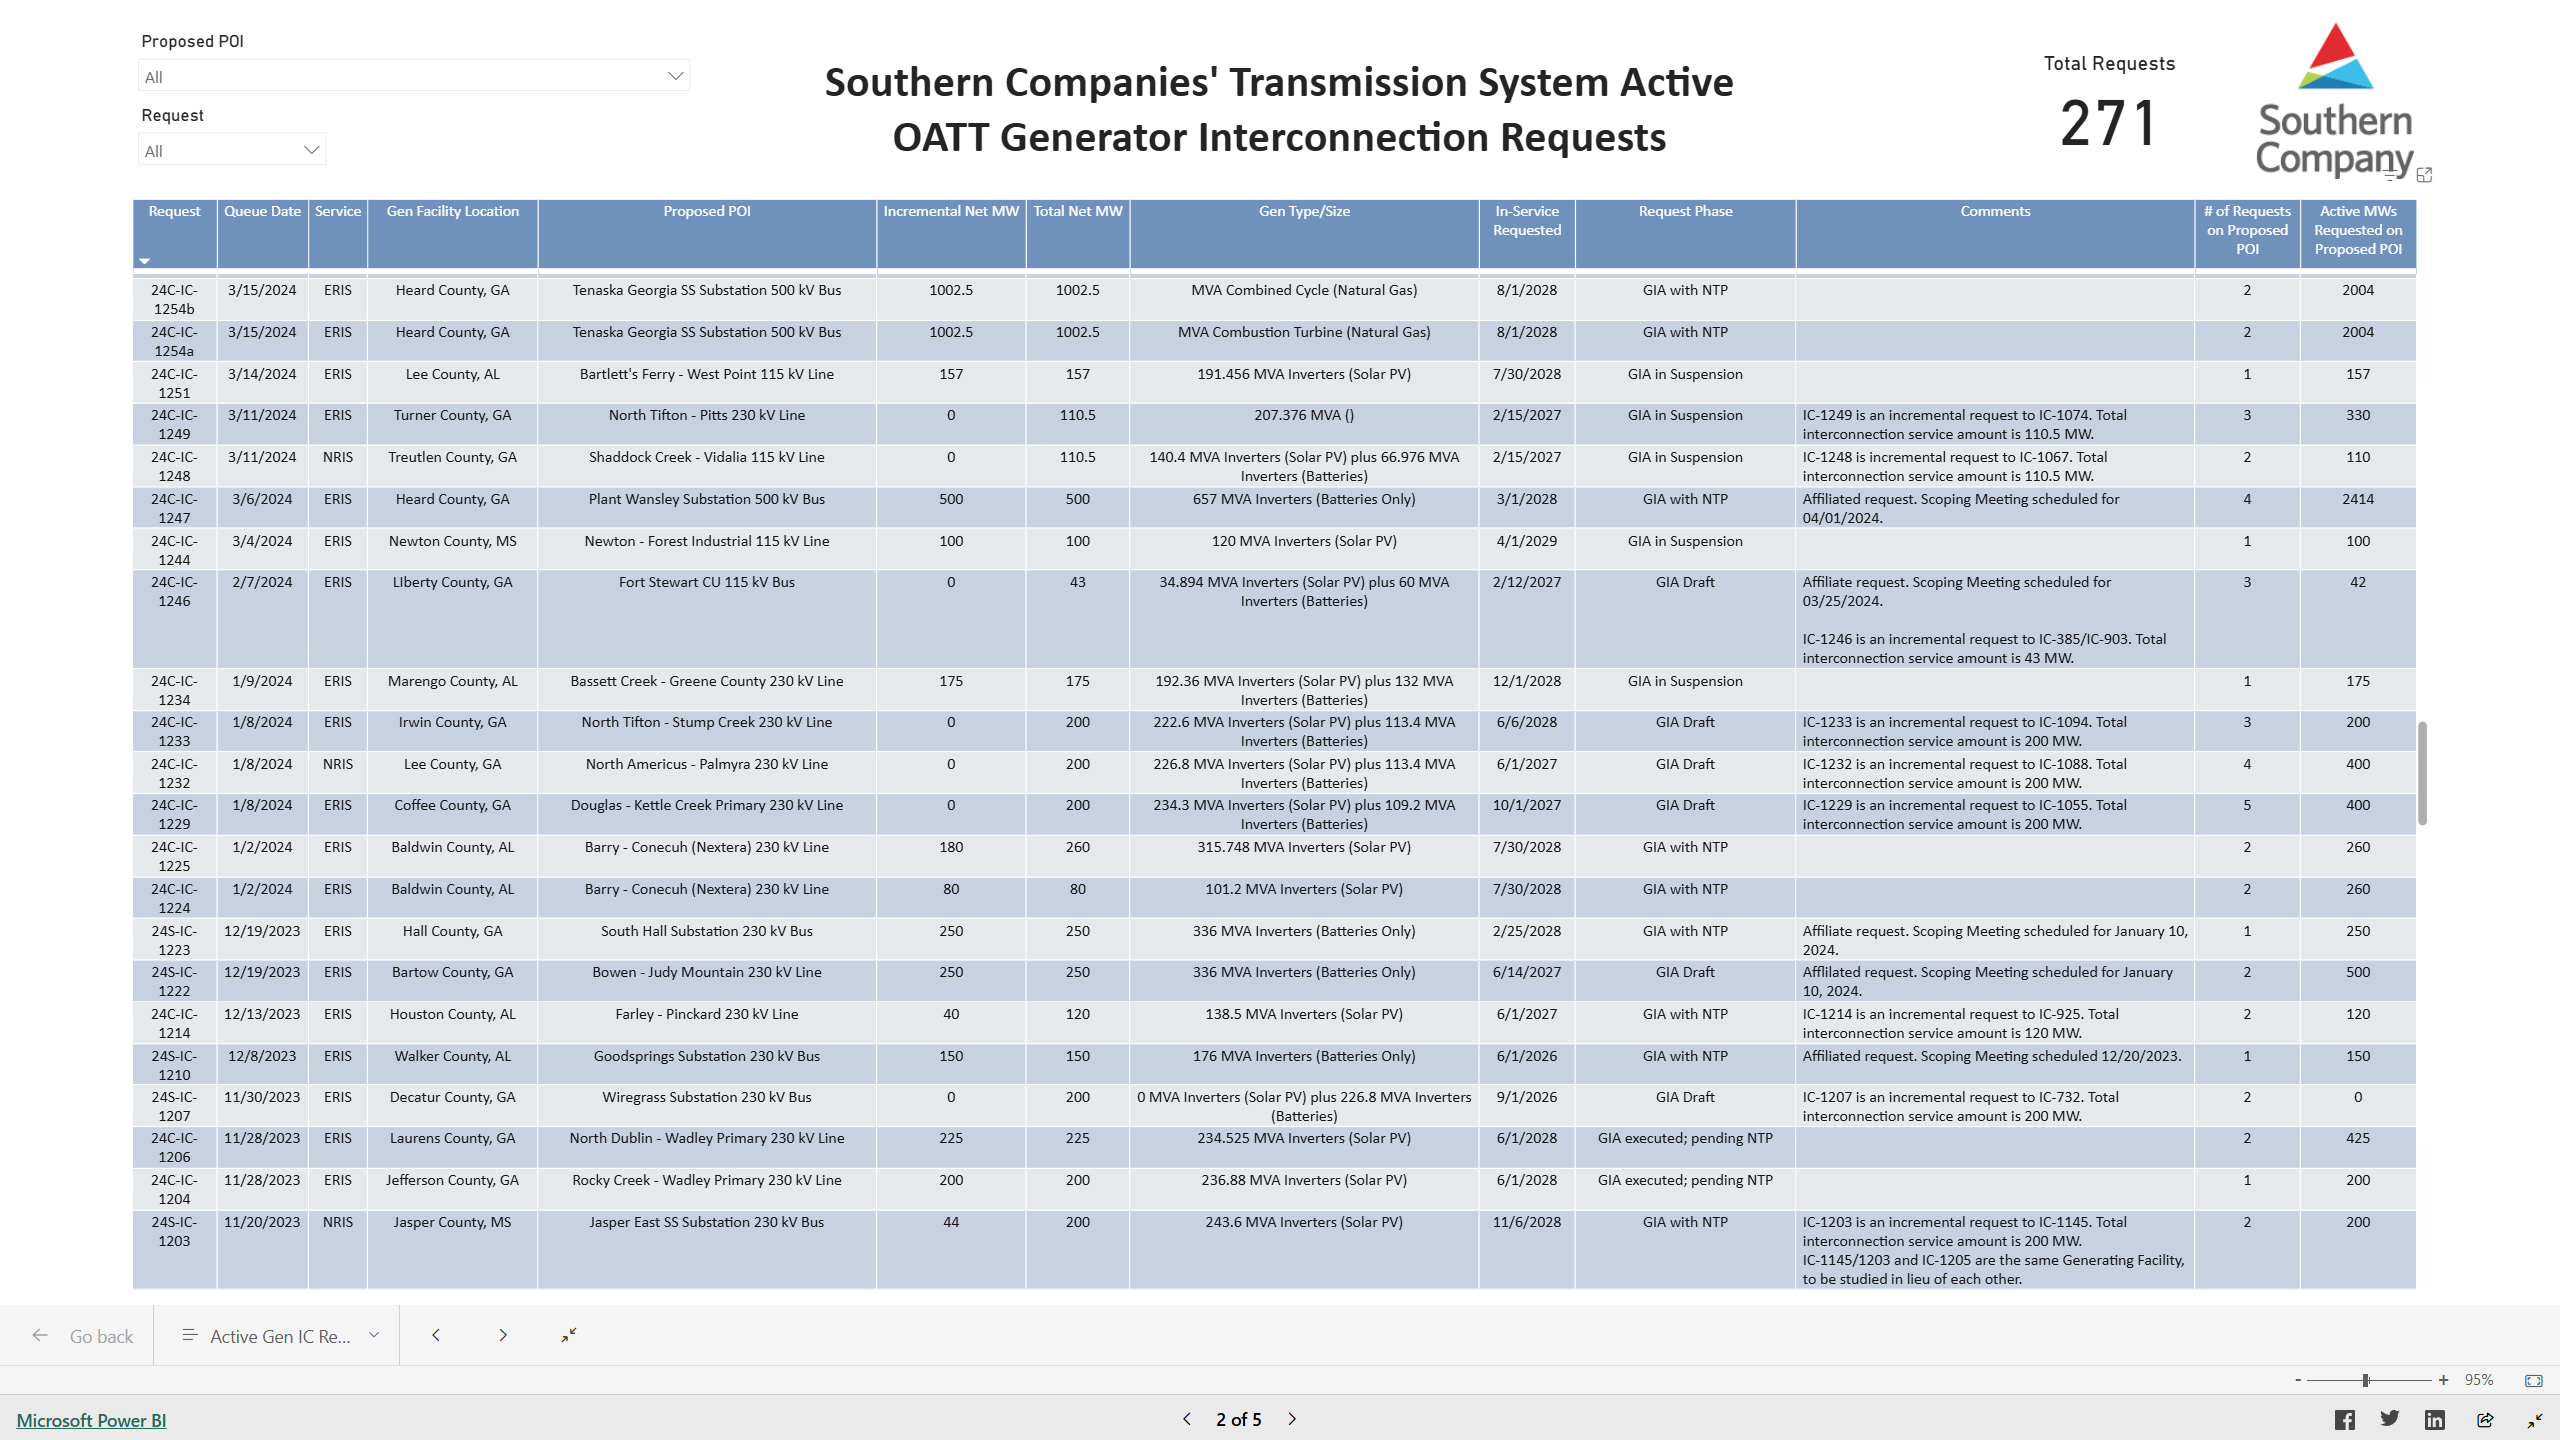 Proposed POI
All
Request
All
Southern Companies' Transmission System Active
OATT Generator Interconnection Requests
Total Requests
271
Southern
Company
Request Queue Date Service Gen Facility Location Proposed POI Incremental Net MW Total Net MW Gen Type/Size In-Service Requested Request Phase Comments # of Requests on Proposed POI Active MWs Requested on Proposed POI
24C-IC-1254b 3/15/2024 ERIS Heard County, GA Tenaska Georgia SS Substation 500 kV Bus 1002.5 1002.5 MVA Combined Cycle (Natural Gas) 8/1/2028 GIA with NTP 2 2004
24C-IC-1254a 3/15/2024 ERIS Heard County, GA Tenaska Georgia SS Substation 500 kV Bus 1002.5 1002.5 MVA Combustion Turbine (Natural Gas) 8/1/2028 GIA with NTP 2 2004
24C-IC-1251 3/14/2024 ERIS Lee County, AL Bartlett's Ferry - West Point 115 kV Line 157 157 191.456 MVA Inverters (Solar PV) 7/30/2028 GIA in Suspension 1 157
24C-IC-1249 3/11/2024 ERIS Turner County, GA North Tifton - Pitts 230 kV Line 0 110.5 207.376 MVA () 2/15/2027 GIA in Suspension IC-1249 is an incremental request to IC-1074. Total interconnection service amount is 110.5 MW. 3 330
24C-IC-1248 3/11/2024 NRIS Treutlen County, GA Shaddock Creek - Vidalia 115 kV Line 0 110.5 140.4 MVA Inverters (Solar PV) plus 66.976 MVA Inverters (Batteries) 2/15/2027 GIA in Suspension IC-1248 is incremental request to IC-1067. Total interconnection service amount is 110.5 MW. 2 110
24C-IC-1247 3/6/2024 ERIS Heard County, GA Plant Wansley Substation 500 kV Bus 500 500 657 MVA Inverters (Batteries Only) 3/1/2028 GIA with NTP Affiliated request. Scoping Meeting scheduled for 04/01/2024. 4 2414
24C-IC-1244 3/4/2024 ERIS Newton County, MS Newton - Forest Industrial 115 kV Line 100 100 120 MVA Inverters (Solar PV) 4/1/2029 GIA in Suspension 1 100
24C-IC-1246 2/7/2024 ERIS LIberty County, GA Fort Stewart CU 115 kV Bus 0 43 34.894 MVA Inverters (Solar PV) plus 60 MVA Inverters (Batteries) 2/12/2027 GIA Draft Affiliate request. Scoping Meeting scheduled for 03/25/2024. IC-1246 is an incremental request to IC-385/IC-903. Total interconnection service amount is 43 MW. 3 42
24C-IC-1234 1/9/2024 ERIS Marengo County, AL Bassett Creek - Greene County 230 kV Line 175 175 192.36 MVA Inverters (Solar PV) plus 132 MVA Inverters (Batteries) 12/1/2028 GIA in Suspension 1 175
24C-IC-1233 1/8/2024 ERIS Irwin County, GA North Tifton - Stump Creek 230 kV Line 0 200 222.6 MVA Inverters (Solar PV) plus 113.4 MVA Inverters (Batteries) 6/6/2028 GIA Draft IC-1233 is an incremental request to IC-1094. Total interconnection service amount is 200 MW. 3 200
24C-IC-1232 1/8/2024 NRIS Lee County, GA North Americus - Palmyra 230 kV Line 0 200 226.8 MVA Inverters (Solar PV) plus 113.4 MVA Inverters (Batteries) 6/1/2027 GIA Draft IC-1232 is an incremental request to IC-1088. Total interconnection service amount is 200 MW. 4 400
24C-IC-1229 1/8/2024 ERIS Coffee County, GA Douglas - Kettle Creek Primary 230 kV Line 0 200 234.3 MVA Inverters (Solar PV) plus 109.2 MVA Inverters (Batteries) 10/1/2027 GIA Draft IC-1229 is an incremental request to IC-1055. Total interconnection service amount is 200 MW. 5 400
24C-IC-1225 1/2/2024 ERIS Baldwin County, AL Barry - Conecuh (Nextera) 230 kV Line 180 260 315.748 MVA Inverters (Solar PV) 7/30/2028 GIA with NTP 2 260
24C-IC-1224 1/2/2024 ERIS Baldwin County, AL Barry - Conecuh (Nextera) 230 kV Line 80 80 101.2 MVA Inverters (Solar PV) 7/30/2028 GIA with NTP 2 260
24S-IC-1223 12/19/2023 ERIS Hall County, GA South Hall Substation 230 kV Bus 250 250 336 MVA Inverters (Batteries Only) 2/25/2028 GIA with NTP Affiliate request. Scoping Meeting scheduled for January 10, 2024. 1 250
24S-IC-1222 12/19/2023 ERIS Bartow County, GA Bowen - Judy Mountain 230 kV Line 250 250 336 MVA Inverters (Batteries Only) 6/14/2027 GIA Draft Afflilated request. Scoping Meeting scheduled for January 10, 2024. 2 500
24C-IC-1214 12/13/2023 ERIS Houston County, AL Farley - Pinckard 230 kV Line 40 120 138.5 MVA Inverters (Solar PV) 6/1/2027 GIA with NTP IC-1214 is an incremental request to IC-925. Total interconnection service amount is 120 MW. 2 120
24S-IC-1210 12/8/2023 ERIS Walker County, AL Goodsprings Substation 230 kV Bus 150 150 176 MVA Inverters (Batteries Only) 6/1/2026 GIA with NTP Affiliated request. Scoping Meeting scheduled 12/20/2023. 1 150
24S-IC-1207 11/30/2023 ERIS Decatur County, GA Wiregrass Substation 230 kV Bus 0 200 0 MVA Inverters (Solar PV) plus 226.8 MVA Inverters (Batteries) 9/1/2026 GIA Draft IC-1207 is an incremental request to IC-732. Total interconnection service amount is 200 MW. 2 0
24C-IC-1206 11/28/2023 ERIS Laurens County, GA North Dublin - Wadley Primary 230 kV Line 225 225 234.525 MVA Inverters (Solar PV) 6/1/2028 GIA executed; pending NTP 2 425
24C-IC-1204 11/28/2023 ERIS Jefferson County, GA Rocky Creek - Wadley Primary 230 kV Line 200 200 236.88 MVA Inverters (Solar PV) 6/1/2028 GIA executed; pending NTP 1 200
24S-IC-1203 11/20/2023 NRIS Jasper County, MS Jasper East SS Substation 230 kV Bus 44 200 243.6 MVA Inverters (Solar PV) 11/6/2028 GIA with NTP IC-1203 is an incremental request to IC-1145. Total interconnection service amount is 200 MW. IC-1145/1203 and IC-1205 are the same Generating Facility, to be studied in lieu of each other. 2 200
Go back
Active Gen IC Re...
- + 95%
Microsoft Power BI
2 of 5